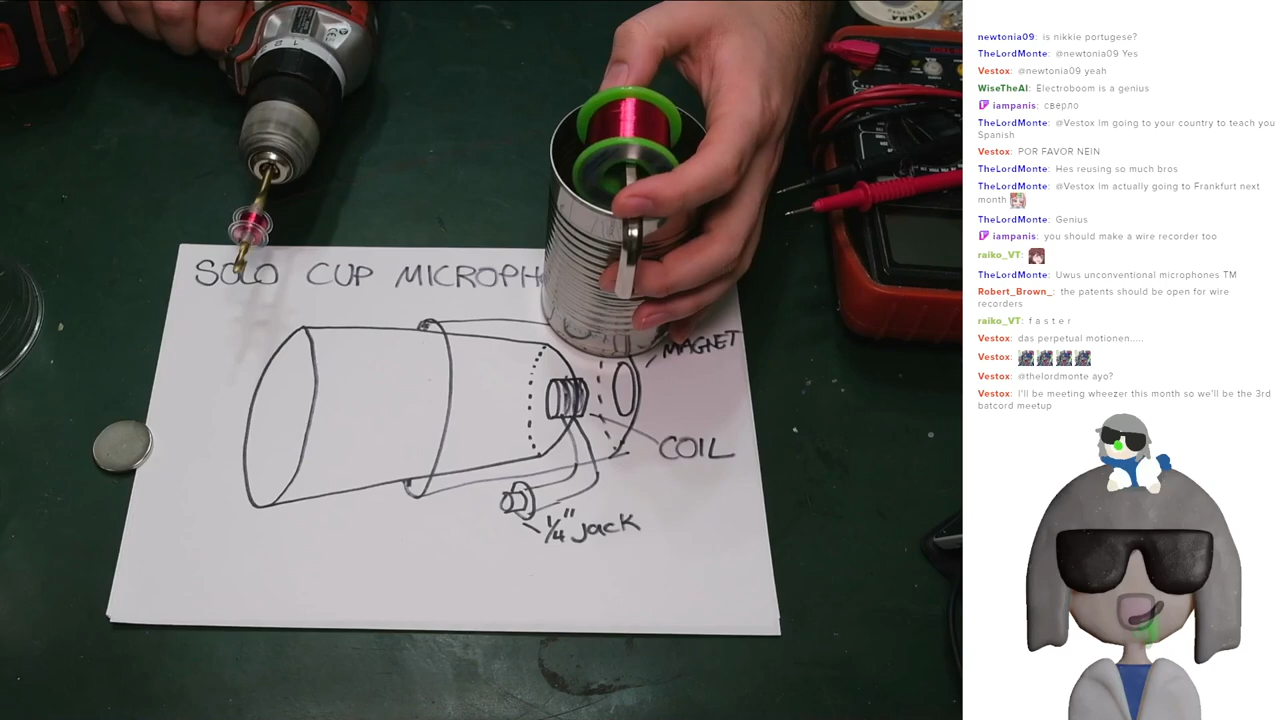 TENMA
SOLO CUP MICROPH
MAGNET
COIL
1/4" Jack
newtonia09: is nikkie portugese?
TheLordMonte: @newtonia09 Yes
Vestox: @newtonia09 yeah
WiseTheAI: Electroboom is a genius
iampanis: сверло
TheLordMonte: @Vestox Im going to your country to teach you
Spanish
Vestox: POR FAVOR NEIN
TheLordMonte: Hes reusing so much bros
TheLordMonte: @Vestox Im actually going to Frankfurt next
month
TheLordMonte: Genius
iampanis: you should make a wire recorder too
raiko_VT:
TheLordMonte: Uwus unconventional microphones TM
Robert_Brown_: the patents should be open for wire
recorders
raiko_VT: f a s t e r
Vestox: das perpetual motionen.....
Vestox:
Vestox: @thelordmonte ayo?
Vestox: I'll be meeting wheezer this month so we'll be the 3rd
batcord meetup